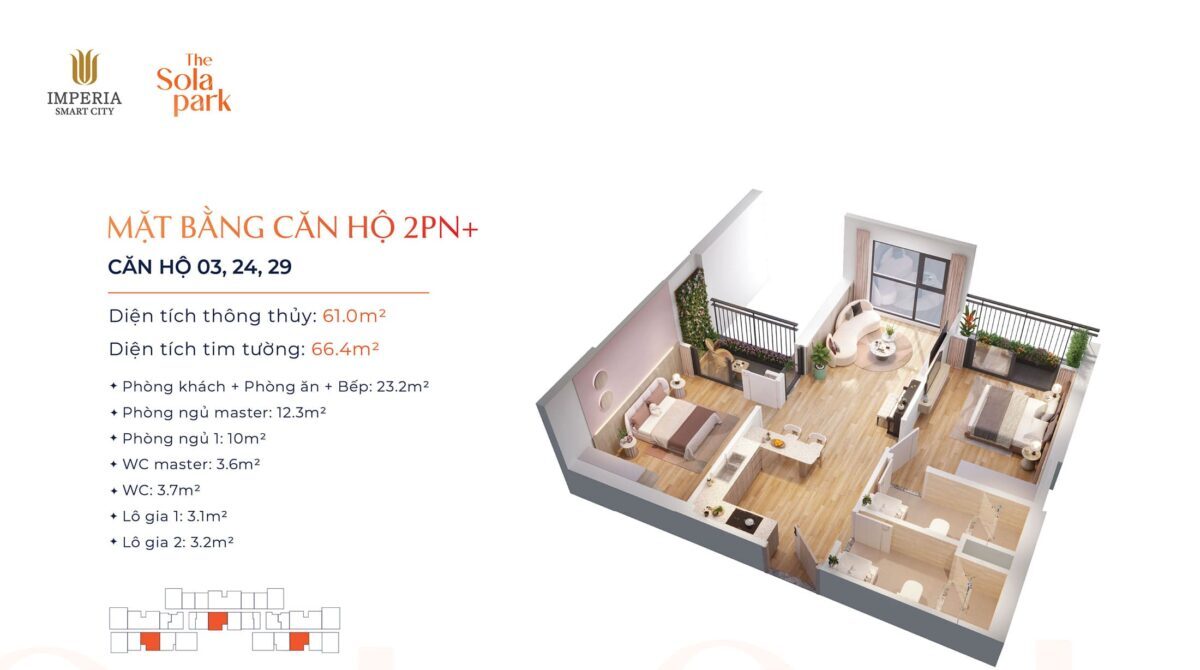 IMPERIA
SMART CITY
The
Sola
park
MẶT BẰNG CĂN HỘ 2PN+
CĂN HỘ 03, 24, 29
Diện tích thông thủy: 61.0m²
Diện tích tim tường: 66.4m²
Phòng khách + Phòng ăn + Bếp: 23.2m²
Phòng ngủ master: 12.3m²
Phòng ngủ 1: 10m²
WC master: 3.6m²
WC: 3.7m²
Lô gia 1: 3.1m²
Lô gia 2: 3.2m²